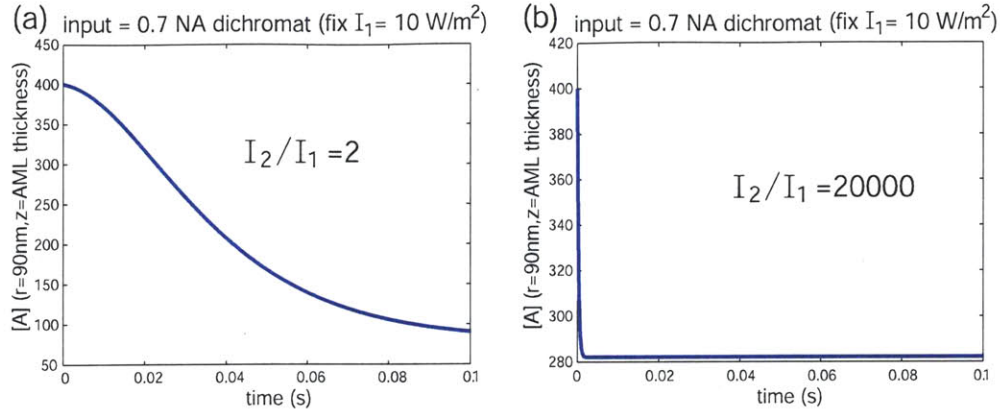 (a) input = 0.7 NA dichromat (fix I₁= 10 W/m²)
450
400
350
300
250
200
150
100
50
[A] (r=90nm,z=AML thickness)
I₂/I₁ =2
0 0.02 0.04 0.06 0.08 0.1
time (s)
(b) input = 0.7 NA dichromat (fix I₁= 10 W/m²)
420
400
380
360
340
320
300
280
[A] (r=90nm,z=AML thickness)
I₂/I₁ =20000
0 0.02 0.04 0.06 0.08 0.1
time (s)